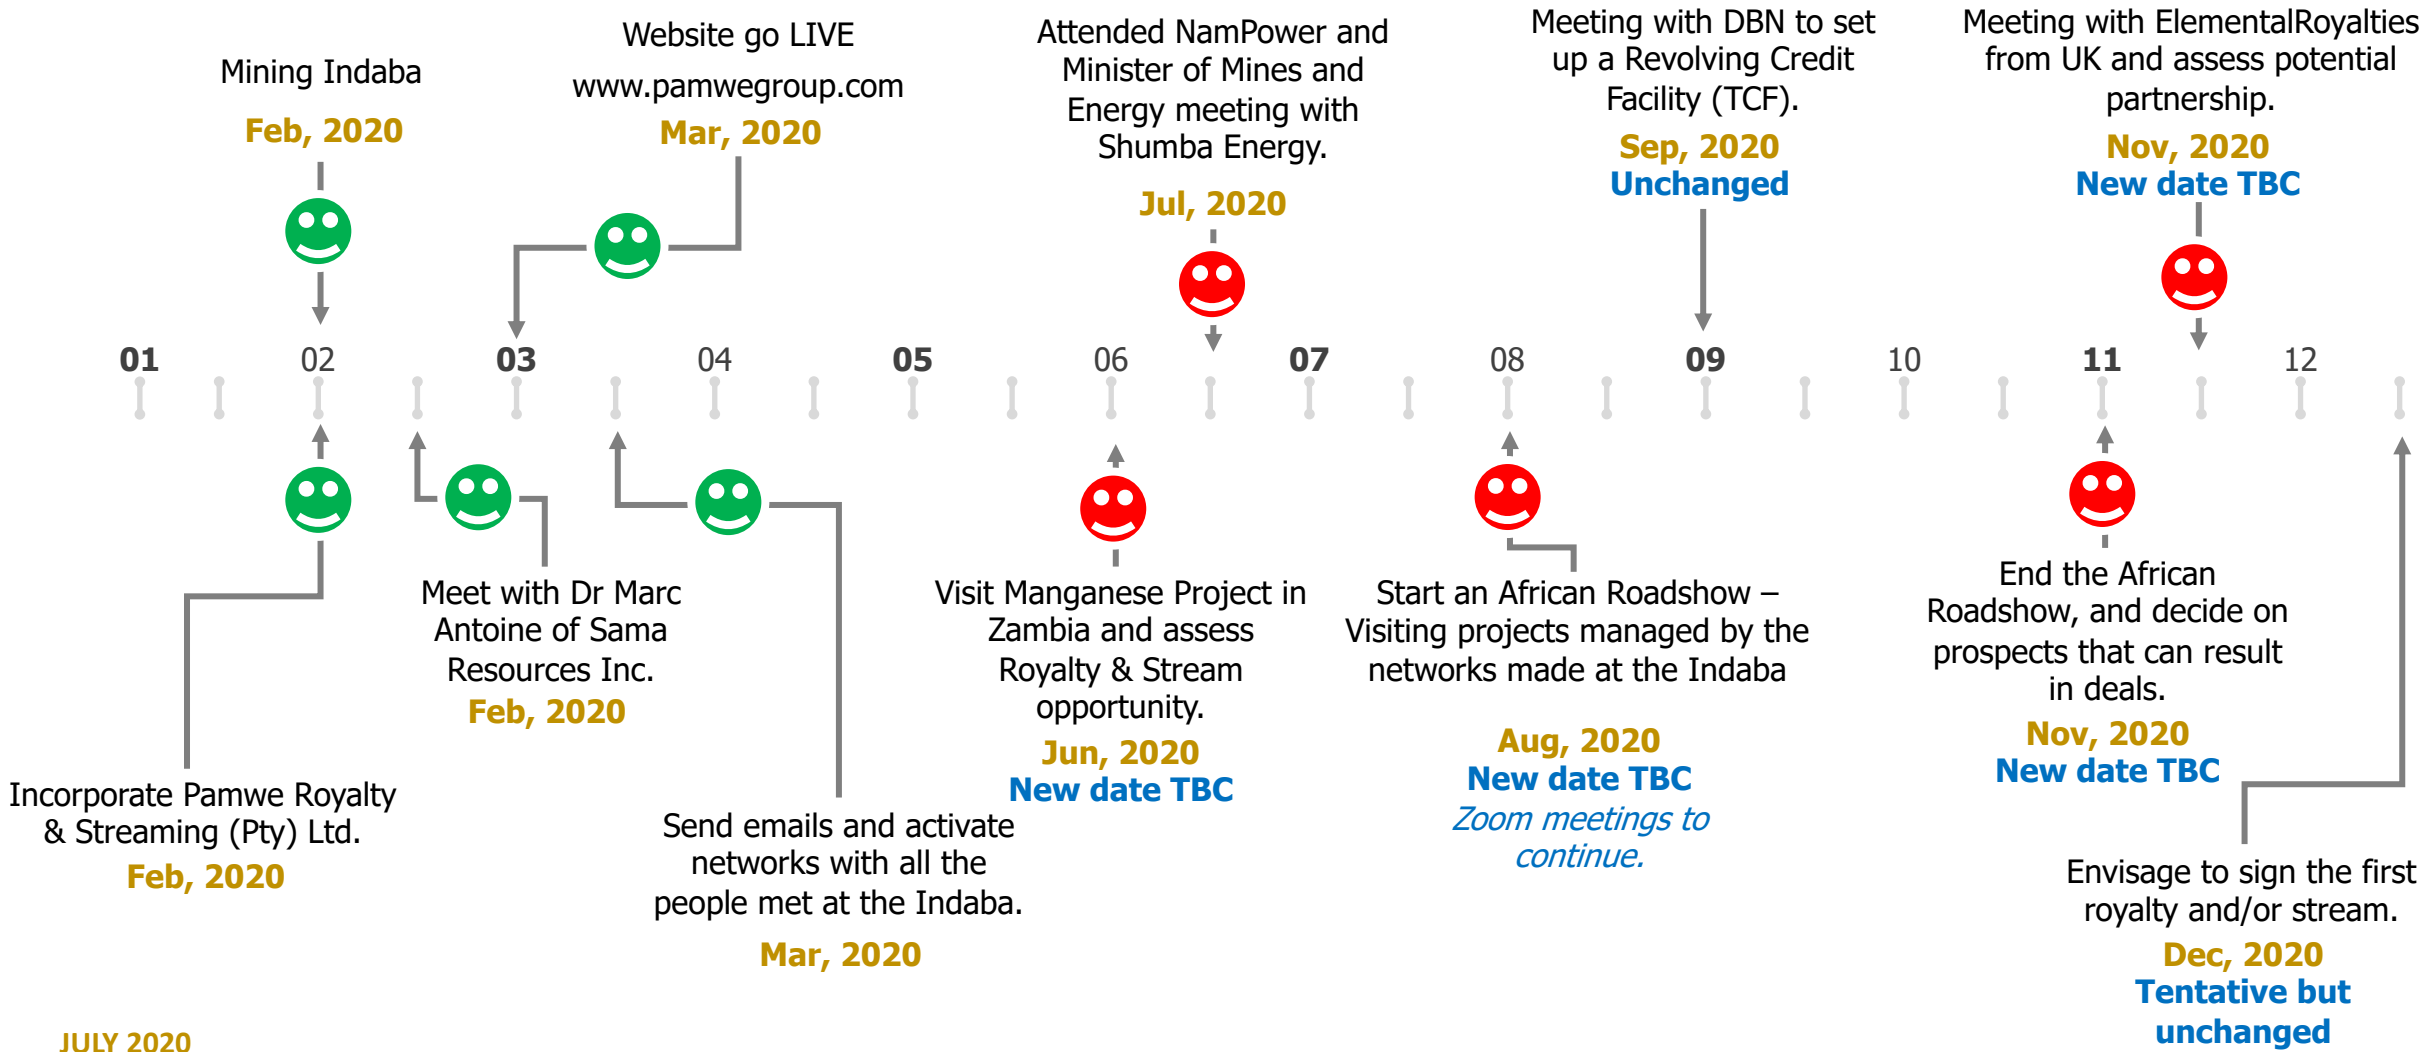 Mining Indaba
Feb, 2020
Website go LIVE
www.pamwegroup.com
Mar, 2020
Attended NamPower and
Minister of Mines and
Energy meeting with
Shumba Energy.
Jul, 2020
Meeting with DBN to set
up a Revolving Credit
Facility (TCF).
Sep, 2020
Unchanged
Meeting with ElementalRoyalties
from UK and assess potential
partnership.
Nov, 2020
New date TBC
01 02 03 04 05 06 07 08 09 10 11 12
Incorporate Pamwe Royalty
& Streaming (Pty) Ltd.
Feb, 2020
Meet with Dr Marc
Antoine of Sama
Resources Inc.
Feb, 2020
Send emails and activate
networks with all the
people met at the Indaba.
Mar, 2020
Visit Manganese Project in
Zambia and assess
Royalty & Stream
opportunity.
Jun, 2020
New date TBC
Start an African Roadshow –
Visiting projects managed by the
networks made at the Indaba
Aug, 2020
New date TBC
Zoom meetings to
continue.
End the African
Roadshow, and decide on
prospects that can result
in deals.
Nov, 2020
New date TBC
Envisage to sign the first
royalty and/or stream.
Dec, 2020
Tentative but
unchanged
JULY 2020